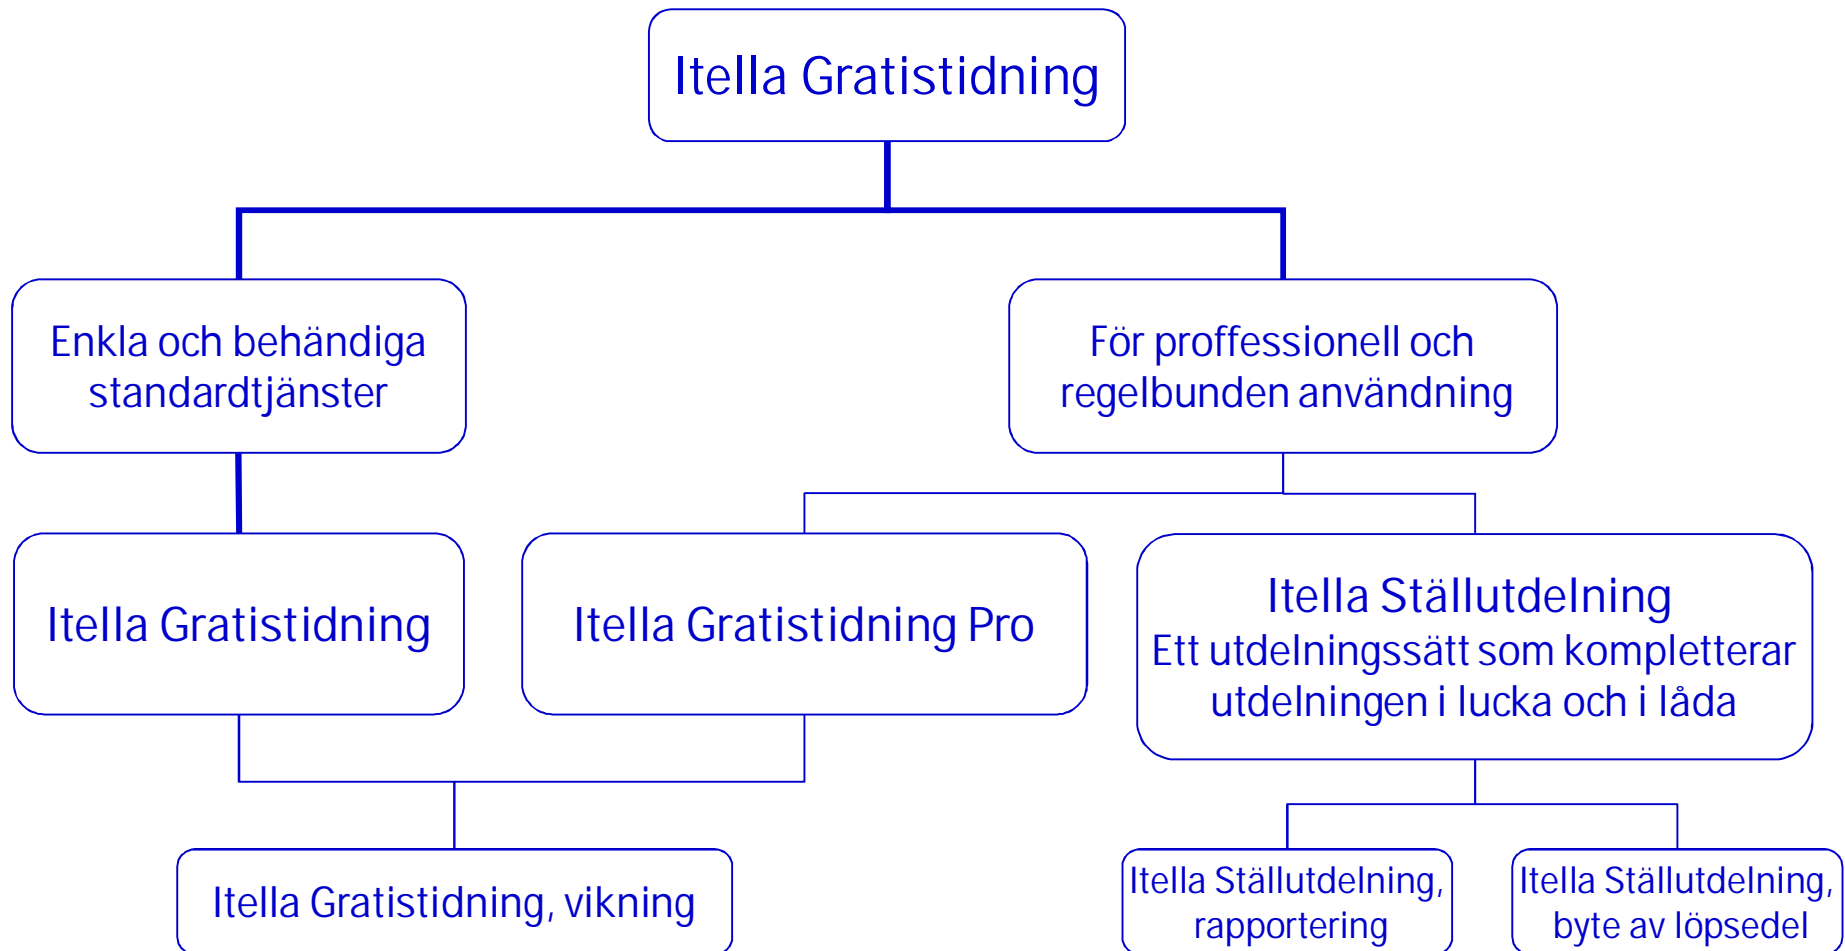 Itella Gratistidning
Enkla och behändiga
standardtjänster
För proffessionell och
regelbunden användning
Itella Gratistidning
Itella Gratistidning Pro
Itella Ställutdelning
Ett utdelningssätt som kompletterar
utdelningen i lucka och i låda
Itella Gratistidning, vikning
Itella Ställutdelning,
rapportering
Itella Ställutdelning,
byte av löpsedel